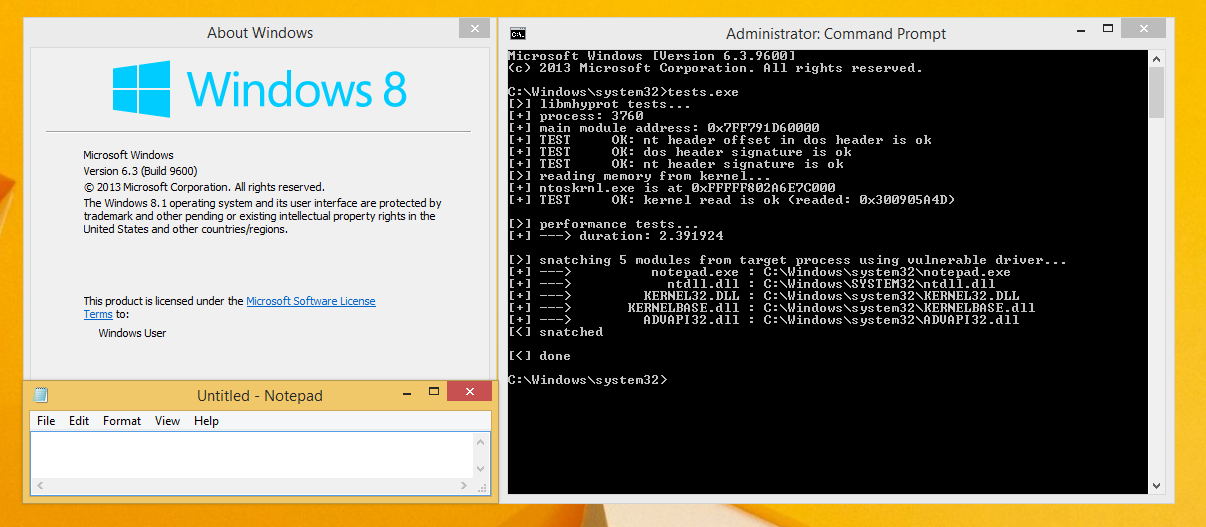 About Windows
Windows 8
Microsoft Windows
Version 6.3 (Build 9600)
© 2013 Microsoft Corporation. All rights reserved.
The Windows 8.1 operating system and its user interface are protected by
trademark and other pending or existing intellectual property rights in the
United States and other countries/regions.
This product is licensed under the Microsoft Software License
Terms to:
Windows User
Untitled - Notepad
File Edit Format View Help
Administrator: Command Prompt
Microsoft Windows [Version 6.3.9600]
(c) 2013 Microsoft Corporation. All rights reserved.
C:\Windows\system32>tests.exe
[>] libmhyprot tests...
[+] process: 3760
[+] main module address: 0x7FF791D60000
[+] TEST OK: nt header offset in dos header is ok
[+] TEST OK: dos header signature is ok
[+] TEST OK: nt header signature is ok
[>] reading memory from kernel...
[+] ntoskrnl.exe is at 0xFFFFF802A6E7C000
[+] TEST OK: kernel read is ok (readed: 0x300905A4D)
[>] performance tests...
[+] ---> duration: 2.391924
[>] snatching 5 modules from target process using vulnerable driver...
[+] ---> notepad.exe : C:\Windows\system32\notepad.exe
[+] ---> ntdll.dll : C:\Windows\SYSTEM32\ntdll.dll
[+] ---> KERNEL32.DLL : C:\Windows\system32\KERNEL32.DLL
[+] ---> KERNELBASE.dll : C:\Windows\system32\KERNELBASE.dll
[+] ---> ADVAPI32.dll : C:\Windows\system32\ADVAPI32.dll
[<] snatched
[<] done
C:\Windows\system32>